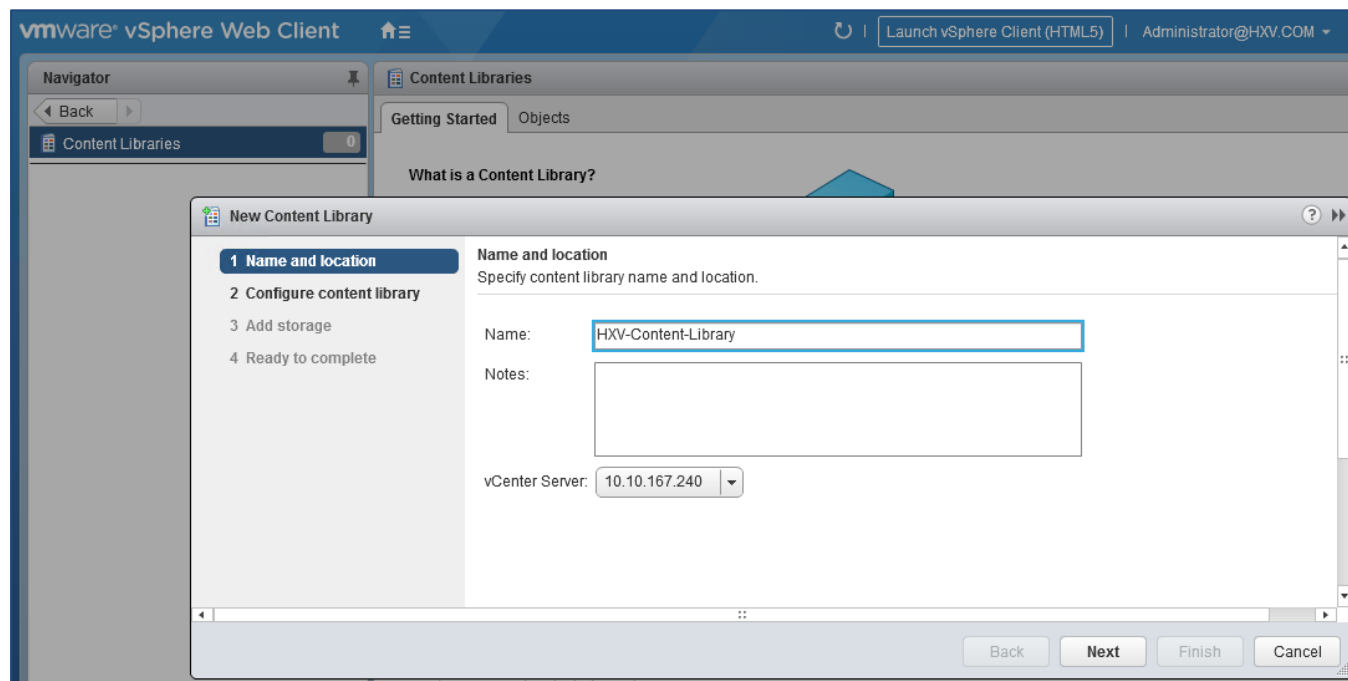 vmware® vSphere Web Client
Launch vSphere Client (HTML5) | Administrator@HXV.COM
Navigator
Content Libraries
Back
Getting Started Objects
Content Libraries 0
What is a Content Library?
New Content Library
?
1 Name and location
2 Configure content library
3 Add storage
4 Ready to complete
Name and location
Specify content library name and location.
Name: HXV-Content-Library
Notes:
vCenter Server: 10.10.167.240
Back Next Finish Cancel